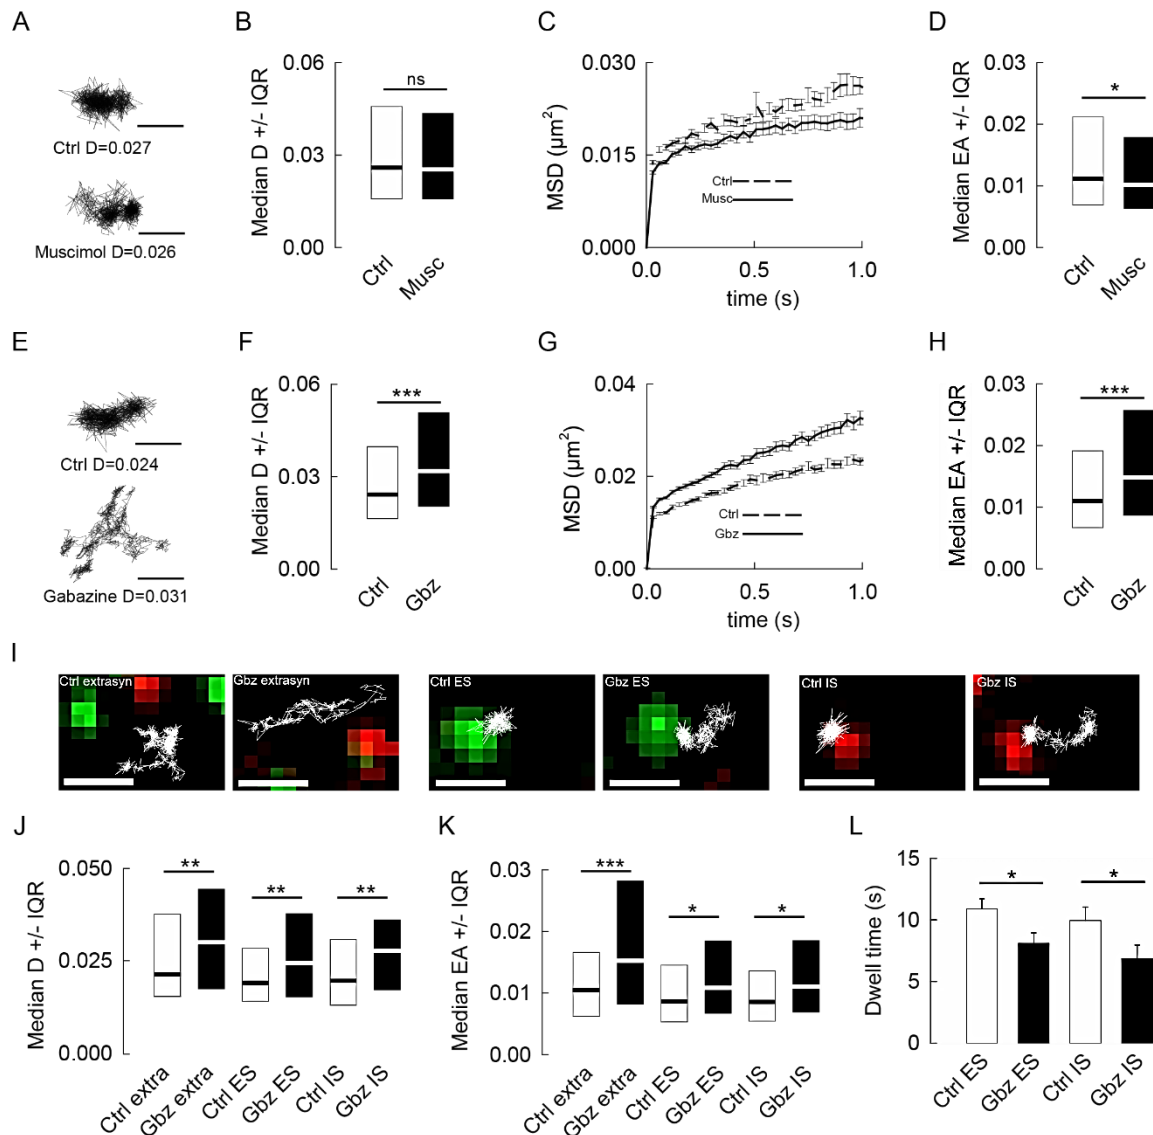 A
Ctrl D=0.027
Muscimol D=0.026
B
Median D +/- IQR
0.06
0.03
0.00
ns
Ctrl
Musc
C
MSD (µm²)
0.030
0.015
0.000
Ctrl
Musc
0.0
0.5
1.0
time (s)
D
Median EA +/- IQR
0.03
0.02
0.01
0.00
*
Ctrl
Musc
E
Ctrl D=0.024
Gabazine D=0.031
F
Median D +/- IQR
0.06
0.03
0.00
***
Ctrl
Gbz
G
MSD (µm²)
0.04
0.02
0.00
Ctrl
Gbz
0.0
0.5
1.0
time (s)
H
Median EA +/- IQR
0.03
0.02
0.01
0.00
***
Ctrl
Gbz
I
Ctrl extrasyn
Gbz extrasyn
Ctrl ES
Gbz ES
Ctrl IS
Gbz IS
J
Median D +/- IQR
0.050
0.025
0.000
**
**
**
Ctrl extra
Gbz extra
Ctrl ES
Gbz ES
Ctrl IS
Gbz IS
K
Median EA +/- IQR
0.03
0.02
0.01
0.00
***
*
*
Ctrl extra
Gbz extra
Ctrl ES
Gbz ES
Ctrl IS
Gbz IS
L
Dwell time (s)
15
10
5
0
*
*
Ctrl ES
Gbz ES
Ctrl IS
Gbz IS